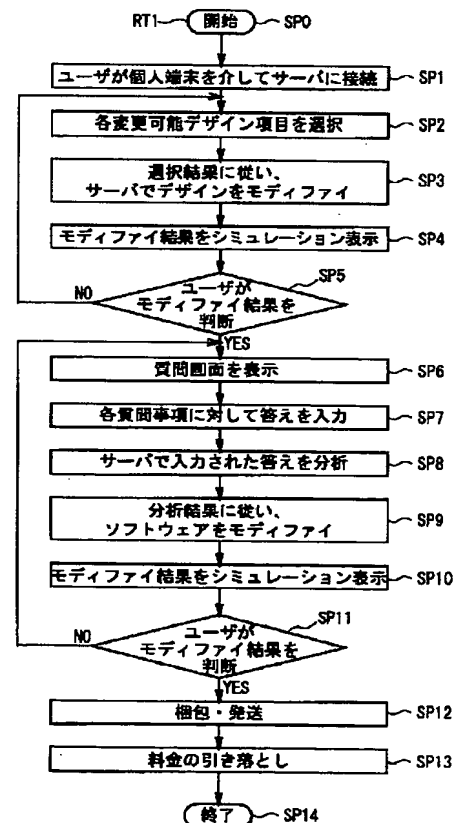 RT1 開始 SP0
ユーザが個人端末を介してサーバに接続 SP1
各変更可能デザイン項目を選択 SP2
選択結果に従い、
サーバでデザインをモディファイ SP3
モディファイ結果をシミュレーション表示 SP4
SP5
NO
ユーザが
モディファイ結果を
判断
YES
質問画面を表示 SP6
各質問事項に対して答えを入力 SP7
サーバで入力された答えを分析 SP8
分析結果に従い、
ソフトウェアをモディファイ SP9
モディファイ結果をシミュレーション表示 SP10
SP11
NO
ユーザが
モディファイ結果を
判断
YES
梱包・発送 SP12
料金の引き落とし SP13
終了 SP14